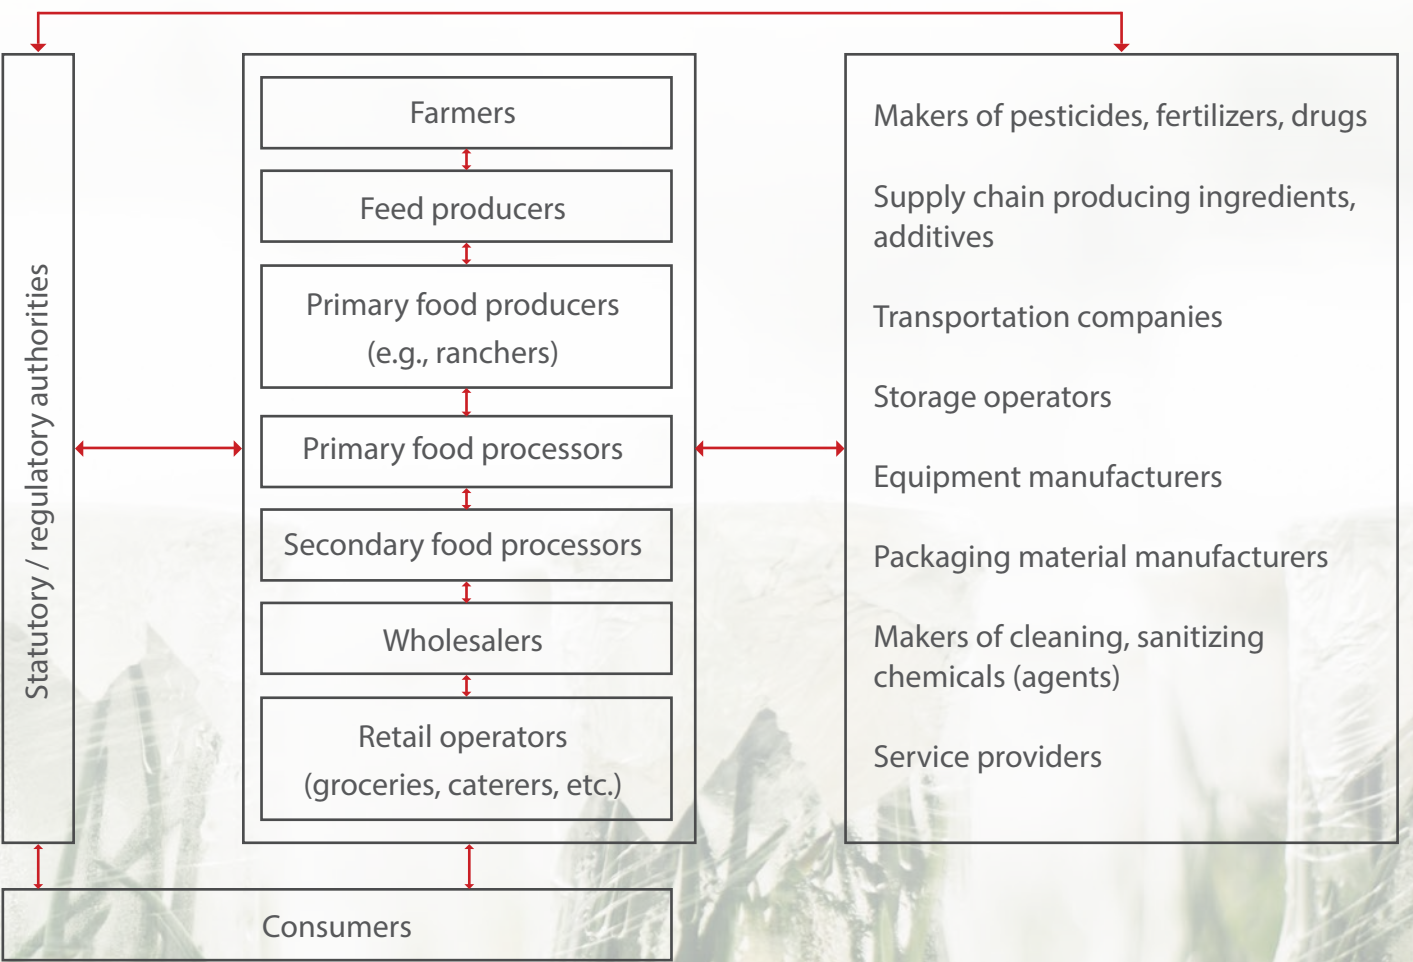 Statutory / regulatory authorities
Farmers
Feed producers
Primary food producers
(e.g., ranchers)
Primary food processors
Secondary food processors
Wholesalers
Retail operators
(groceries, caterers, etc.)
Makers of pesticides, fertilizers, drugs
Supply chain producing ingredients,
additives
Transportation companies
Storage operators
Equipment manufacturers
Packaging material manufacturers
Makers of cleaning, sanitizing
chemicals (agents)
Service providers
Consumers